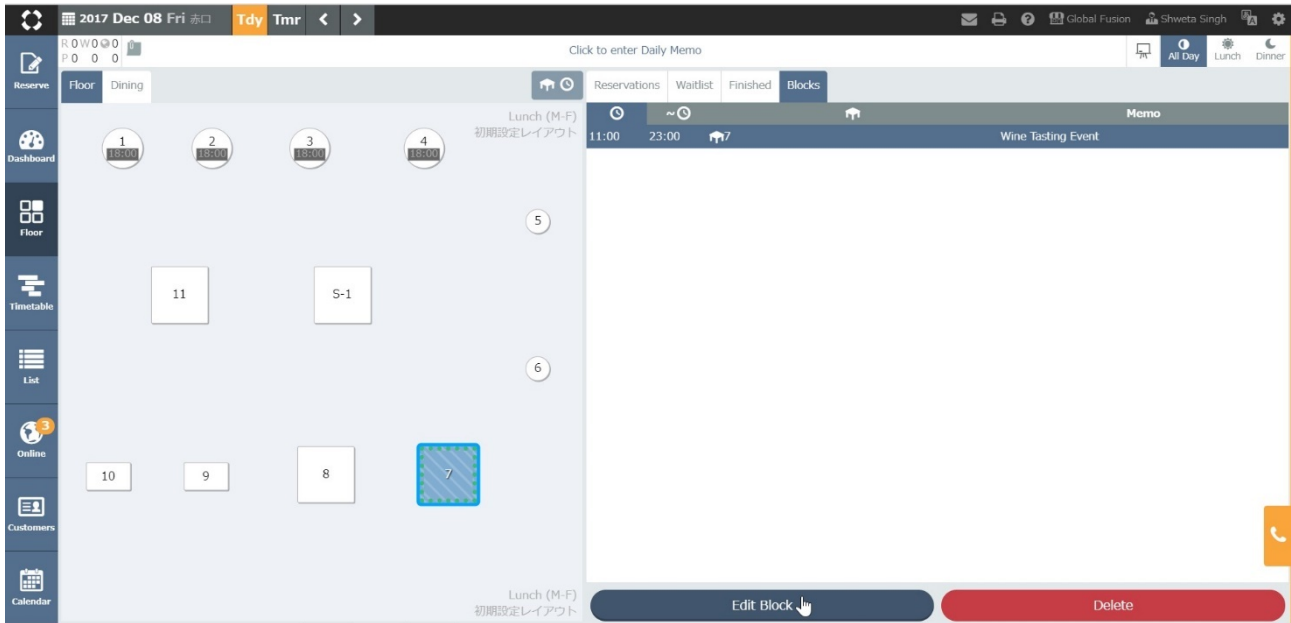 2017 Dec 08 Fri 赤口 Tdy Tmr < > Global Fusion Shweta Singh
R 0 W 0 0 0
P 0 0 0
Click to enter Daily Memo
All Day Lunch Dinner
Reserve
Dashboard
Floor
Timetable
List
3
Online
Customers
Calendar
Floor Dining
Lunch (M-F)
初期設定レイアウト
1 2 3 4
18:00 18:00 18:00 18:00
5
11 S-1
6
10 9 8 7
Lunch (M-F)
初期設定レイアウト
Reservations Waitlist Finished Blocks
~ Memo
11:00 23:00 7 Wine Tasting Event
Edit Block Delete